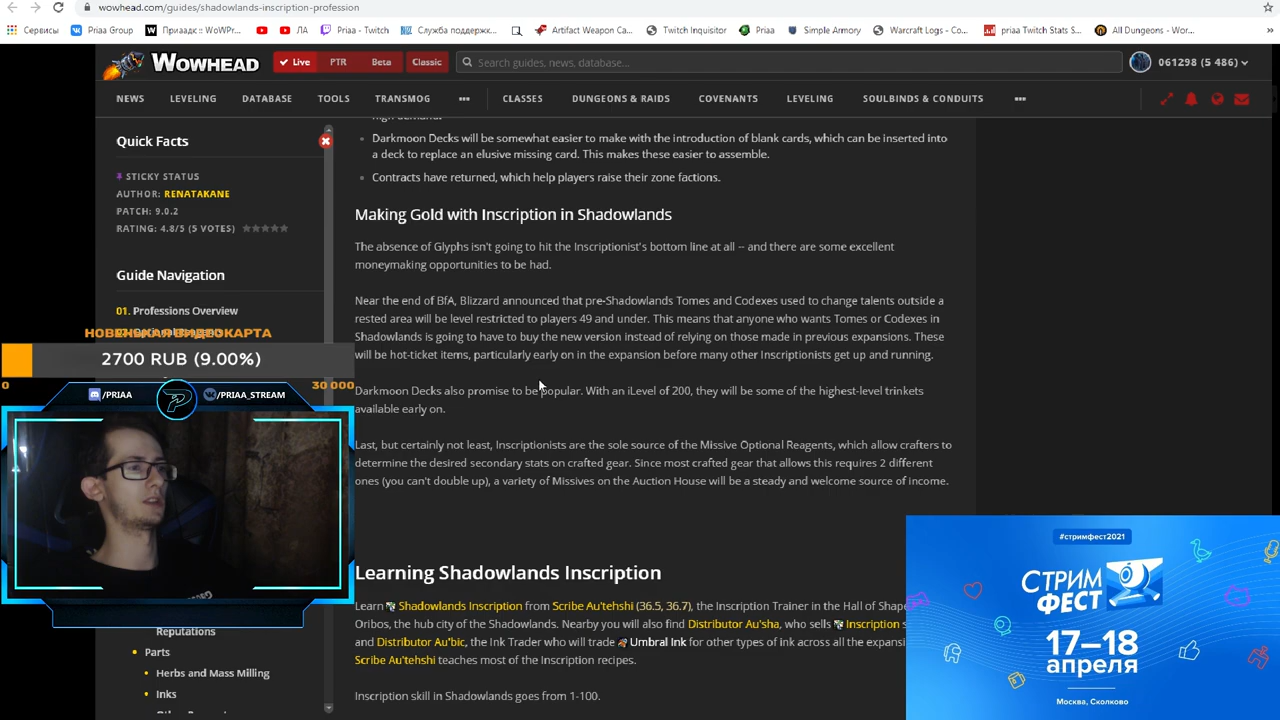 wowhead.com/guides/shadowlands-inscription-profession
Сервисы
Priaa Group
Приаадк :: WoWPr...
ЛА
Priaa - Twitch
Служба поддержк...
Artifact Weapon Ca...
Twitch Inquisitor
Priaa
Simple Armory
Warcraft Logs - Co...
priaa Twitch Stats S...
All Dungeons - Wor...
»
WOWHEAD
Live
PTR
Beta
Classic
Search guides, news, database...
061298 (5 486)
NEWS
LEVELING
DATABASE
TOOLS
TRANSMOG
CLASSES
DUNGEONS & RAIDS
COVENANTS
LEVELING
SOULBINDS & CONDUITS
Quick Facts
STICKY STATUS
AUTHOR: RENATAKANE
PATCH: 9.0.2
RATING: 4.8/5 (5 VOTES)
Guide Navigation
01. Professions Overview
НОВЕНЬКАЯ ВИДЕОКАРТА
2700 RUB (9.00%)
0
30 000
/PRIAA
/PRIAA_STREAM
Reputations
Parts
Herbs and Mass Milling
Inks
Darkmoon Decks will be somewhat easier to make with the introduction of blank cards, which can be inserted into
a deck to replace an elusive missing card. This makes these easier to assemble.
Contracts have returned, which help players raise their zone factions.
Making Gold with Inscription in Shadowlands
The absence of Glyphs isn't going to hit the Inscriptionist's bottom line at all -- and there are some excellent
moneymaking opportunities to be had.
Near the end of BfA, Blizzard announced that pre-Shadowlands Tomes and Codexes used to change talents outside a
rested area will be level restricted to players 49 and under. This means that anyone who wants Tomes or Codexes in
Shadowlands is going to have to buy the new version instead of relying on those made in previous expansions. These
will be hot-ticket items, particularly early on in the expansion before many other Inscriptionists get up and running.
Darkmoon Decks also promise to be popular. With an iLevel of 200, they will be some of the highest-level trinkets
available early on.
Last, but certainly not least, Inscriptionists are the sole source of the Missive Optional Reagents, which allow crafters to
determine the desired secondary stats on crafted gear. Since most crafted gear that allows this requires 2 different
ones (you can't double up), a variety of Missives on the Auction House will be a steady and welcome source of income.
Learning Shadowlands Inscription
Learn Shadowlands Inscription from Scribe Au'tehshi (36.5, 36.7), the Inscription Trainer in the Hall of Shape
Oribos, the hub city of the Shadowlands. Nearby you will also find Distributor Au'sha, who sells Inscription s
and Distributor Au'bic, the Ink Trader who will trade Umbral Ink for other types of ink across all the expans
Scribe Au'tehshi teaches most of the Inscription recipes.
Inscription skill in Shadowlands goes from 1-100.
#стримфест2021
СТРИМ
ФЕСТ
17–18
апреля
Москва, Сколково